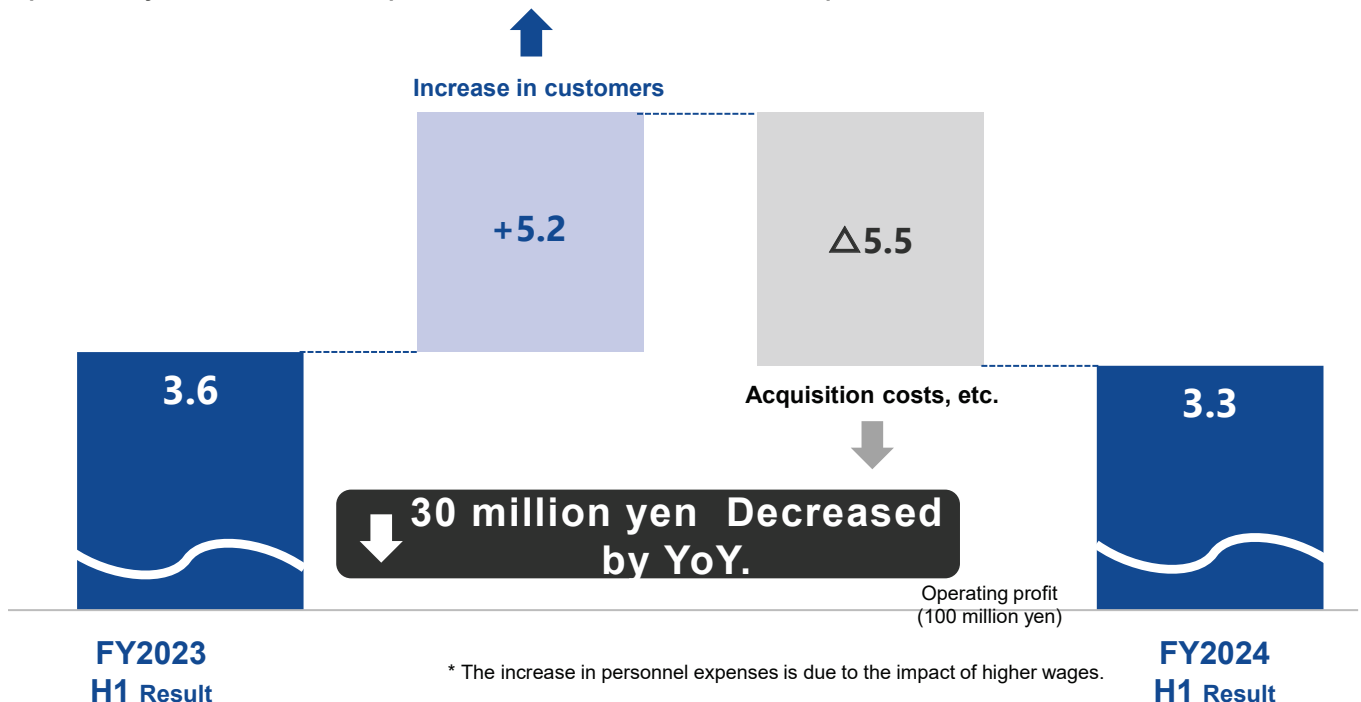 Increase in customers
+5.2
△5.5
3.6
Acquisition costs, etc.
3.3
30 million yen Decreased
by YoY.
Operating profit
(100 million yen)
FY2023
H1 Result
* The increase in personnel expenses is due to the impact of higher wages.
FY2024
H1 Result